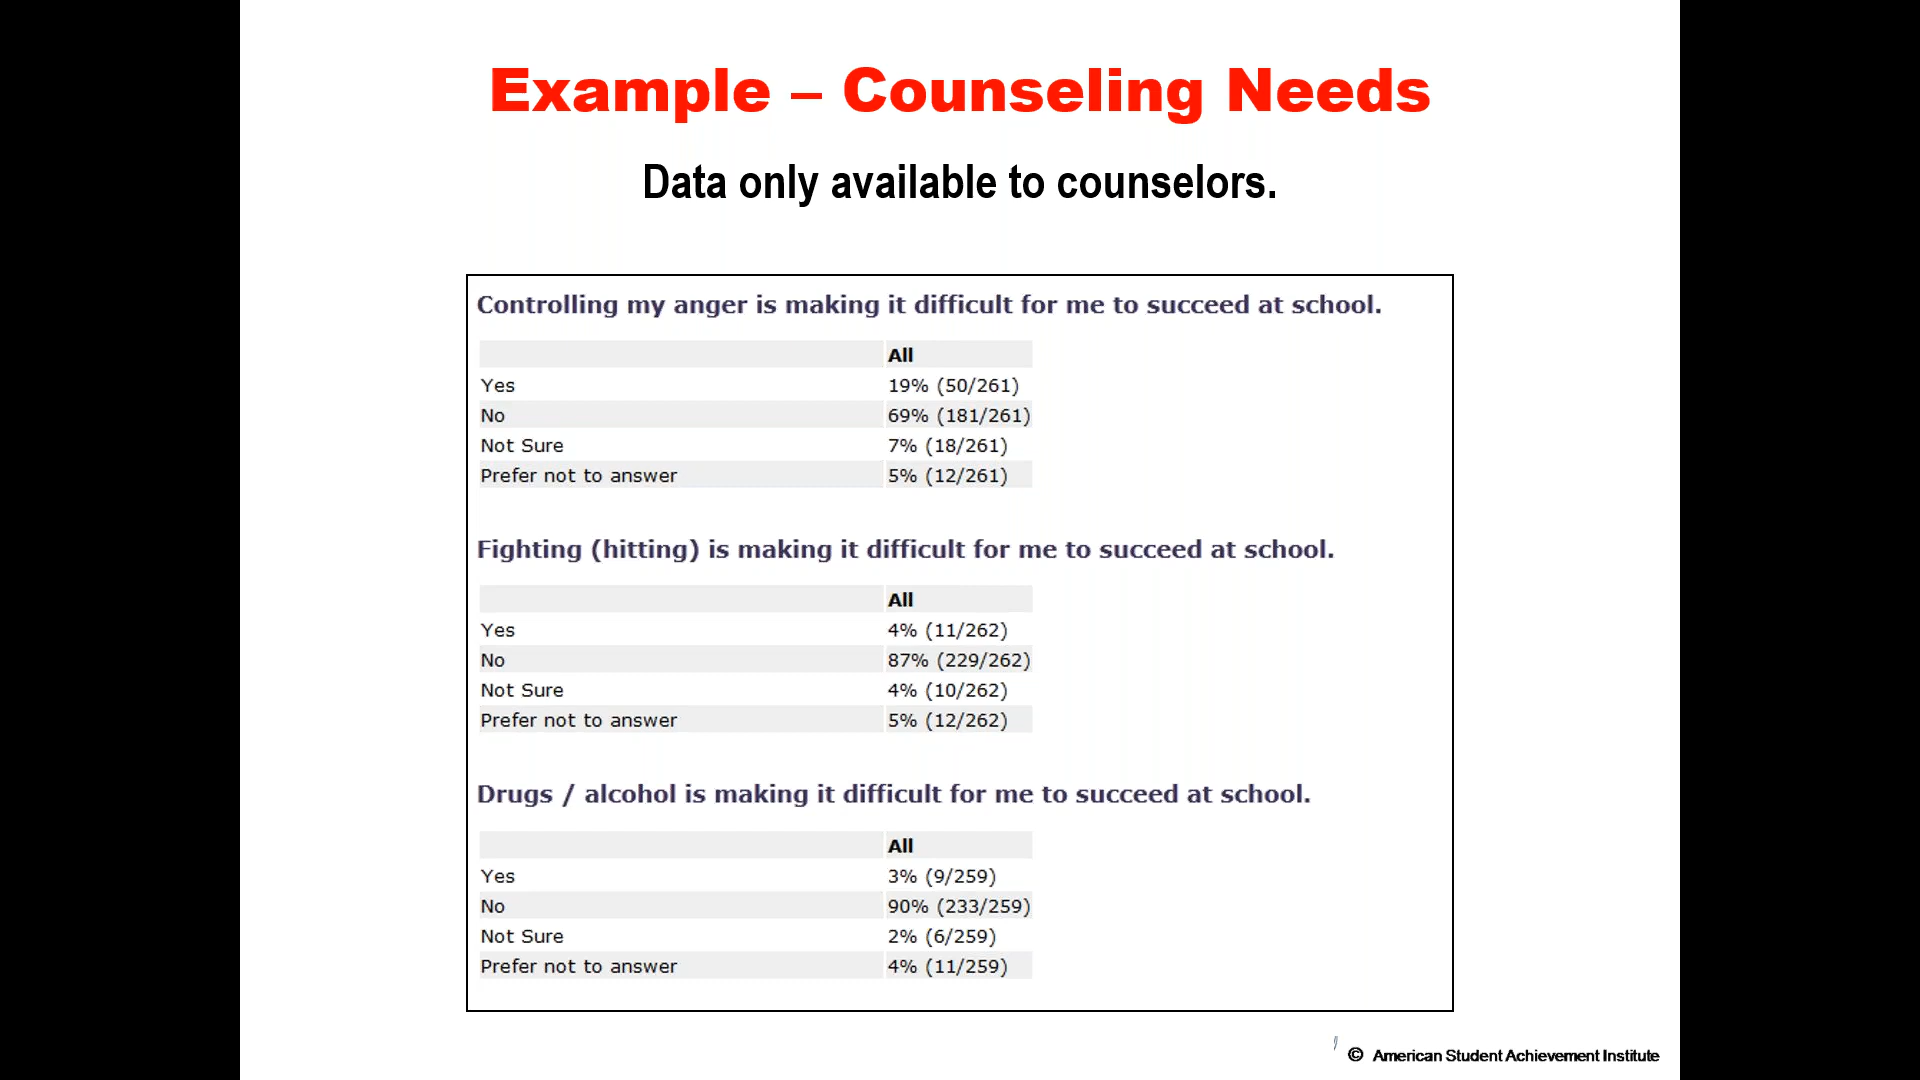 Example – Counseling Needs
Data only available to counselors.
Controlling my anger is making it difficult for me to succeed at school.
All
Yes 19% (50/261)
No 69% (181/261)
Not Sure 7% (18/261)
Prefer not to answer 5% (12/261)
Fighting (hitting) is making it difficult for me to succeed at school.
All
Yes 4% (11/262)
No 87% (229/262)
Not Sure 4% (10/262)
Prefer not to answer 5% (12/262)
Drugs / alcohol is making it difficult for me to succeed at school.
All
Yes 3% (9/259)
No 90% (233/259)
Not Sure 2% (6/259)
Prefer not to answer 4% (11/259)
© American Student Achievement Institute